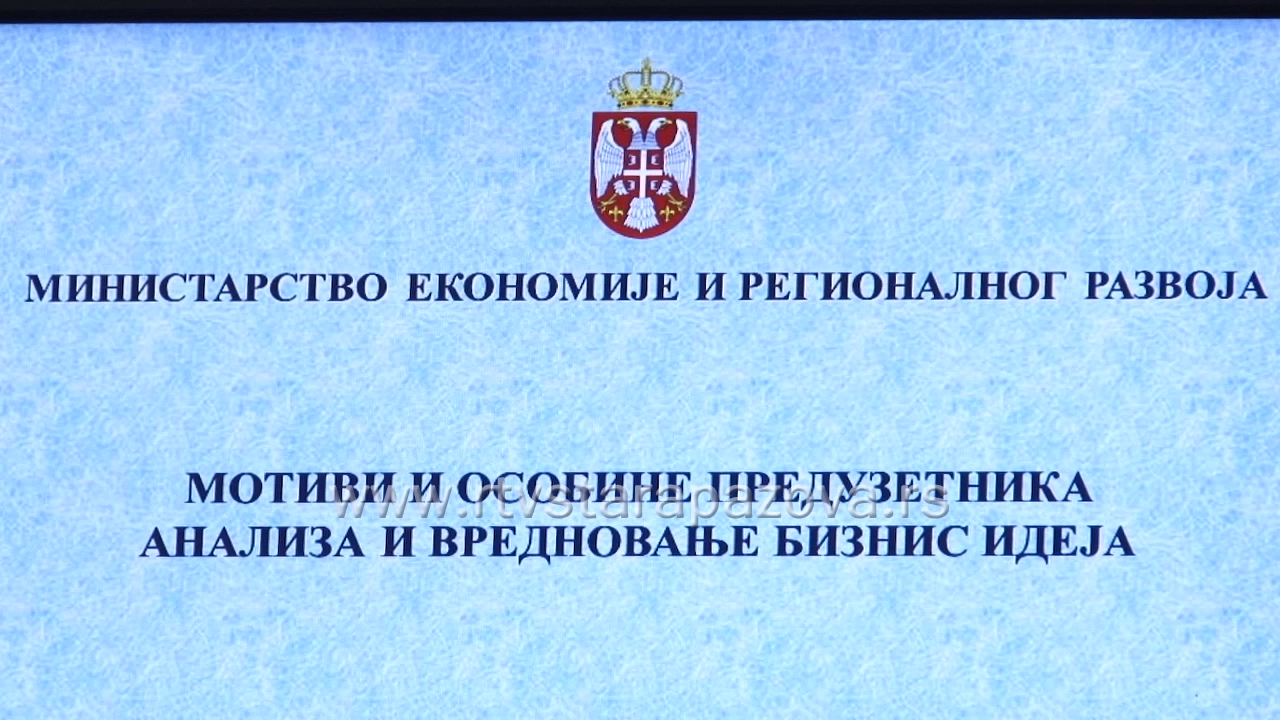 МИНИСТАРСТВО ЕКОНОМИЈЕ И РЕГИОНАЛНОГ РАЗВОЈА
МОТИВИ И ОСОБИНЕ ПРЕДУЗЕТНИКА
www.rtvstarapazova.rs
АНАЛИЗА И ВРЕДНОВАЊЕ БИЗНИС ИДЕЈА